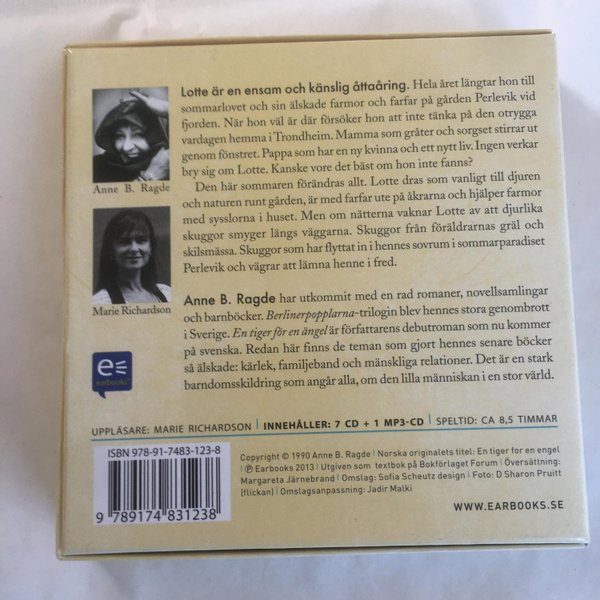 Lotte är en ensam och känslig åttaåring. Hela året längtar hon till
sommarlovet och sin älskade farmor och farfar på gården Perlevik vid
fjorden. När hon väl är där försöker hon att inte tänka på den otrygga
vardagen hemma i Trondheim. Mamma som gråter och sorgset stirrar ut
genom fönstret. Pappa som har en ny kvinna och ett nytt liv. Ingen verkar
bry sig om Lotte. Kanske vore det bäst om hon inte fanns?
Den här sommaren förändras allt. Lotte dras som vanligt till djuren
och naturen runt gården, är med farfar ute på åkrarna och hjälper farmor
med sysslorna i huset. Men om nätterna vaknar Lotte av att djurlika
skuggor smyger längs väggarna. Skuggor från föräldrarnas gräl och
skilsmässa. Skuggor som har flyttat in i hennes sovrum i sommarparadiset
Perlevik och vägrar att lämna henne i fred.
Anne B. Ragde
Marie Richardson
Anne B. Ragde har utkommit med en rad romaner, novellsamlingar
och barnböcker. Berlinerpopplarna-trilogin blev hennes stora genombrott
i Sverige. En tiger för en ängel är författarens debutroman som nu kommer
på svenska. Redan här finns de teman som gjort hennes senare böcker
så älskade: kärlek, familjeband och mänskliga relationer. Det är en stark
barndomsskildring som angår alla, om den lilla människan i en stor värld.
e
earbooks
UPPLÄSARE: MARIE RICHARDSON | INNEHÅLLER: 7 CD + 1 MP3-CD | SPELTID: CA 8,5 TIMMAR
ISBN 978-91-7483-123-8
9 789174 831238
Copyright © 1990 Anne B. Ragde | Norska originalets titel: En tiger for en engel
| ℗ Earbooks 2013 | Utgiven som textbok på Bokförlaget Forum | Översättning:
Margareta Järnebrand | Omslag: Sofia Scheutz design | Foto: D Sharon Pruitt
[flickan] | Omslagsanpassning: Jadir Malki
WWW.EARBOOKS.SE